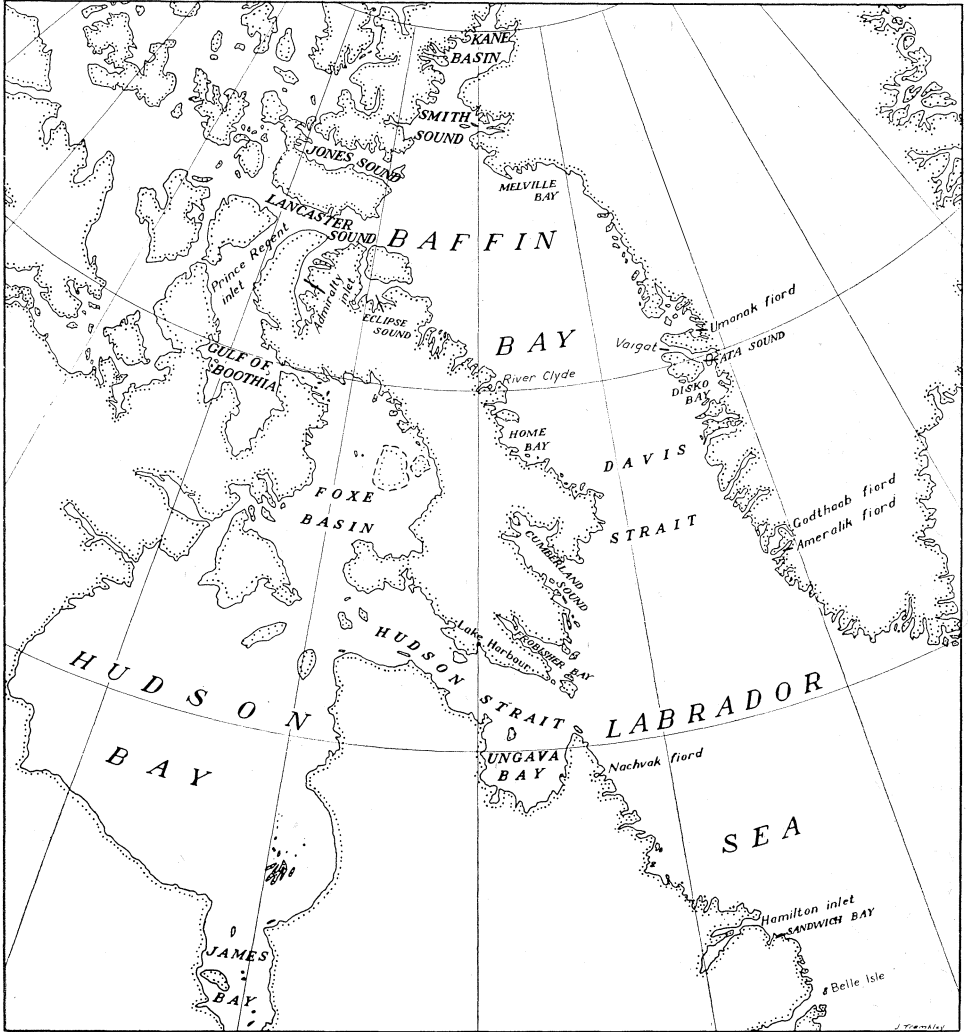 KANE
BASIN
SMITH
SOUND
JONES SOUND
MELVILLE
BAY
LANCASTER
SOUND
BAFFIN
BAY
Prince Regent
inlet
Admiralty
inlet
ECLIPSE
SOUND
Umanak fiord
Vaigat
ATA SOUND
DISKO
BAY
GULF OF
BOOTHIA
River Clyde
HOME
BAY
DAVIS
STRAIT
FOXE
BASIN
Godthaab fiord
Ameralik fiord
CUMBERLAND
SOUND
Lake Harbour
FROBISHER BAY
HUDSON
STRAIT
HUDSON
BAY
LABRADOR
SEA
UNGAVA
BAY
Nachvak fiord
Hamilton inlet
SANDWICH BAY
Belle Isle
JAMES
BAY
J. Tremblay